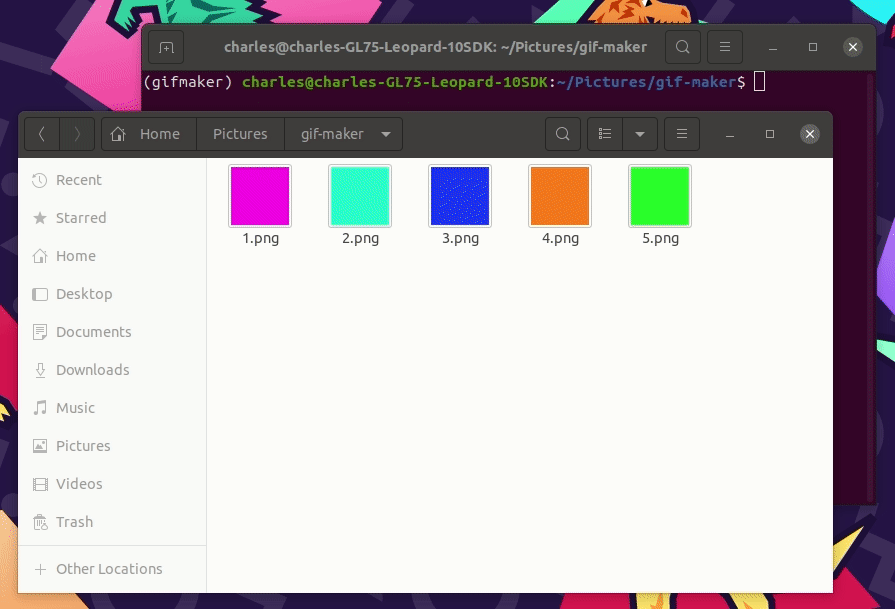 charles@charles-GL75-Leopard-10SDK: ~/Pictures/gif-maker
(gifmaker) charles@charles-GL75-Leopard-10SDK:~/Pictures/gif-maker$
Home Pictures gif-maker
Recent
Starred
Home
Desktop
Documents
Downloads
Music
Pictures
Videos
Trash
Other Locations
1.png 2.png 3.png 4.png 5.png